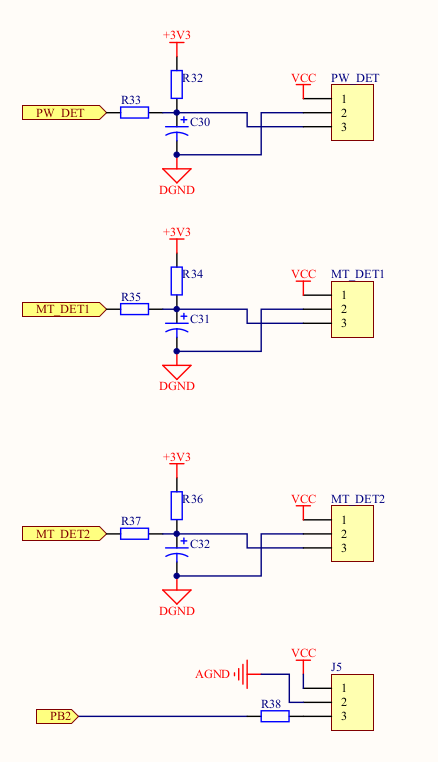 +3V3
R32
VCC
PW_DET
R33
PW_DET
C30
1
2
3
DGND
+3V3
R34
VCC
MT_DET1
R35
MT_DET1
C31
1
2
3
DGND
+3V3
R36
VCC
MT_DET2
R37
MT_DET2
C32
1
2
3
DGND
VCC
J5
AGND
1
2
3
R38
PB2